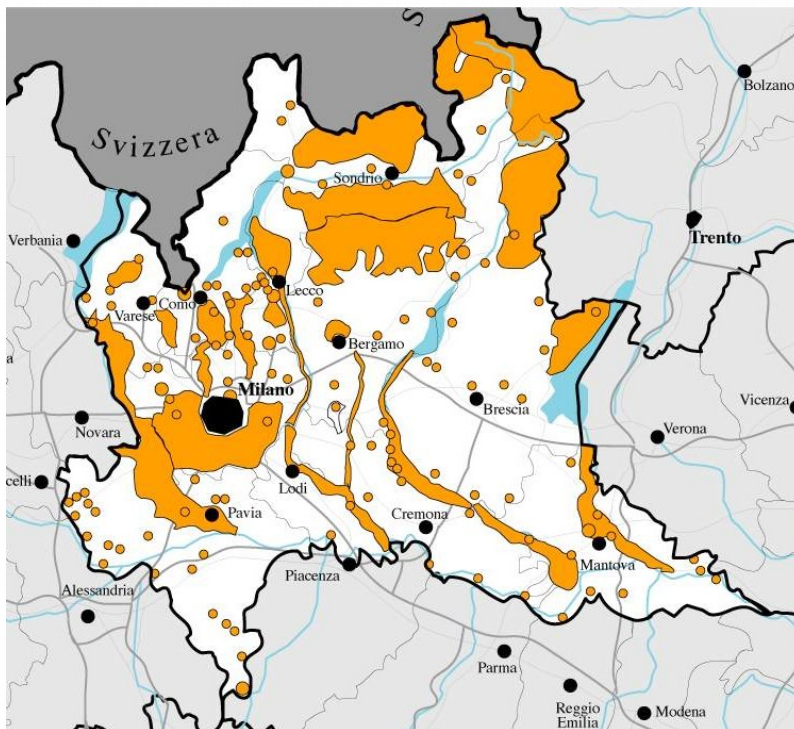 S
Svizzera
Bolzano
Sondrio
Verbania
Trento
Lecco
Como
Varese
a
Bergamo
Milano
Brescia
Vicenza
Novara
Verona
celli
Lodi
Pavia
Cremona
Mantova
Piacenza
Alessandria
Parma
Reggio
Emilia
Modena